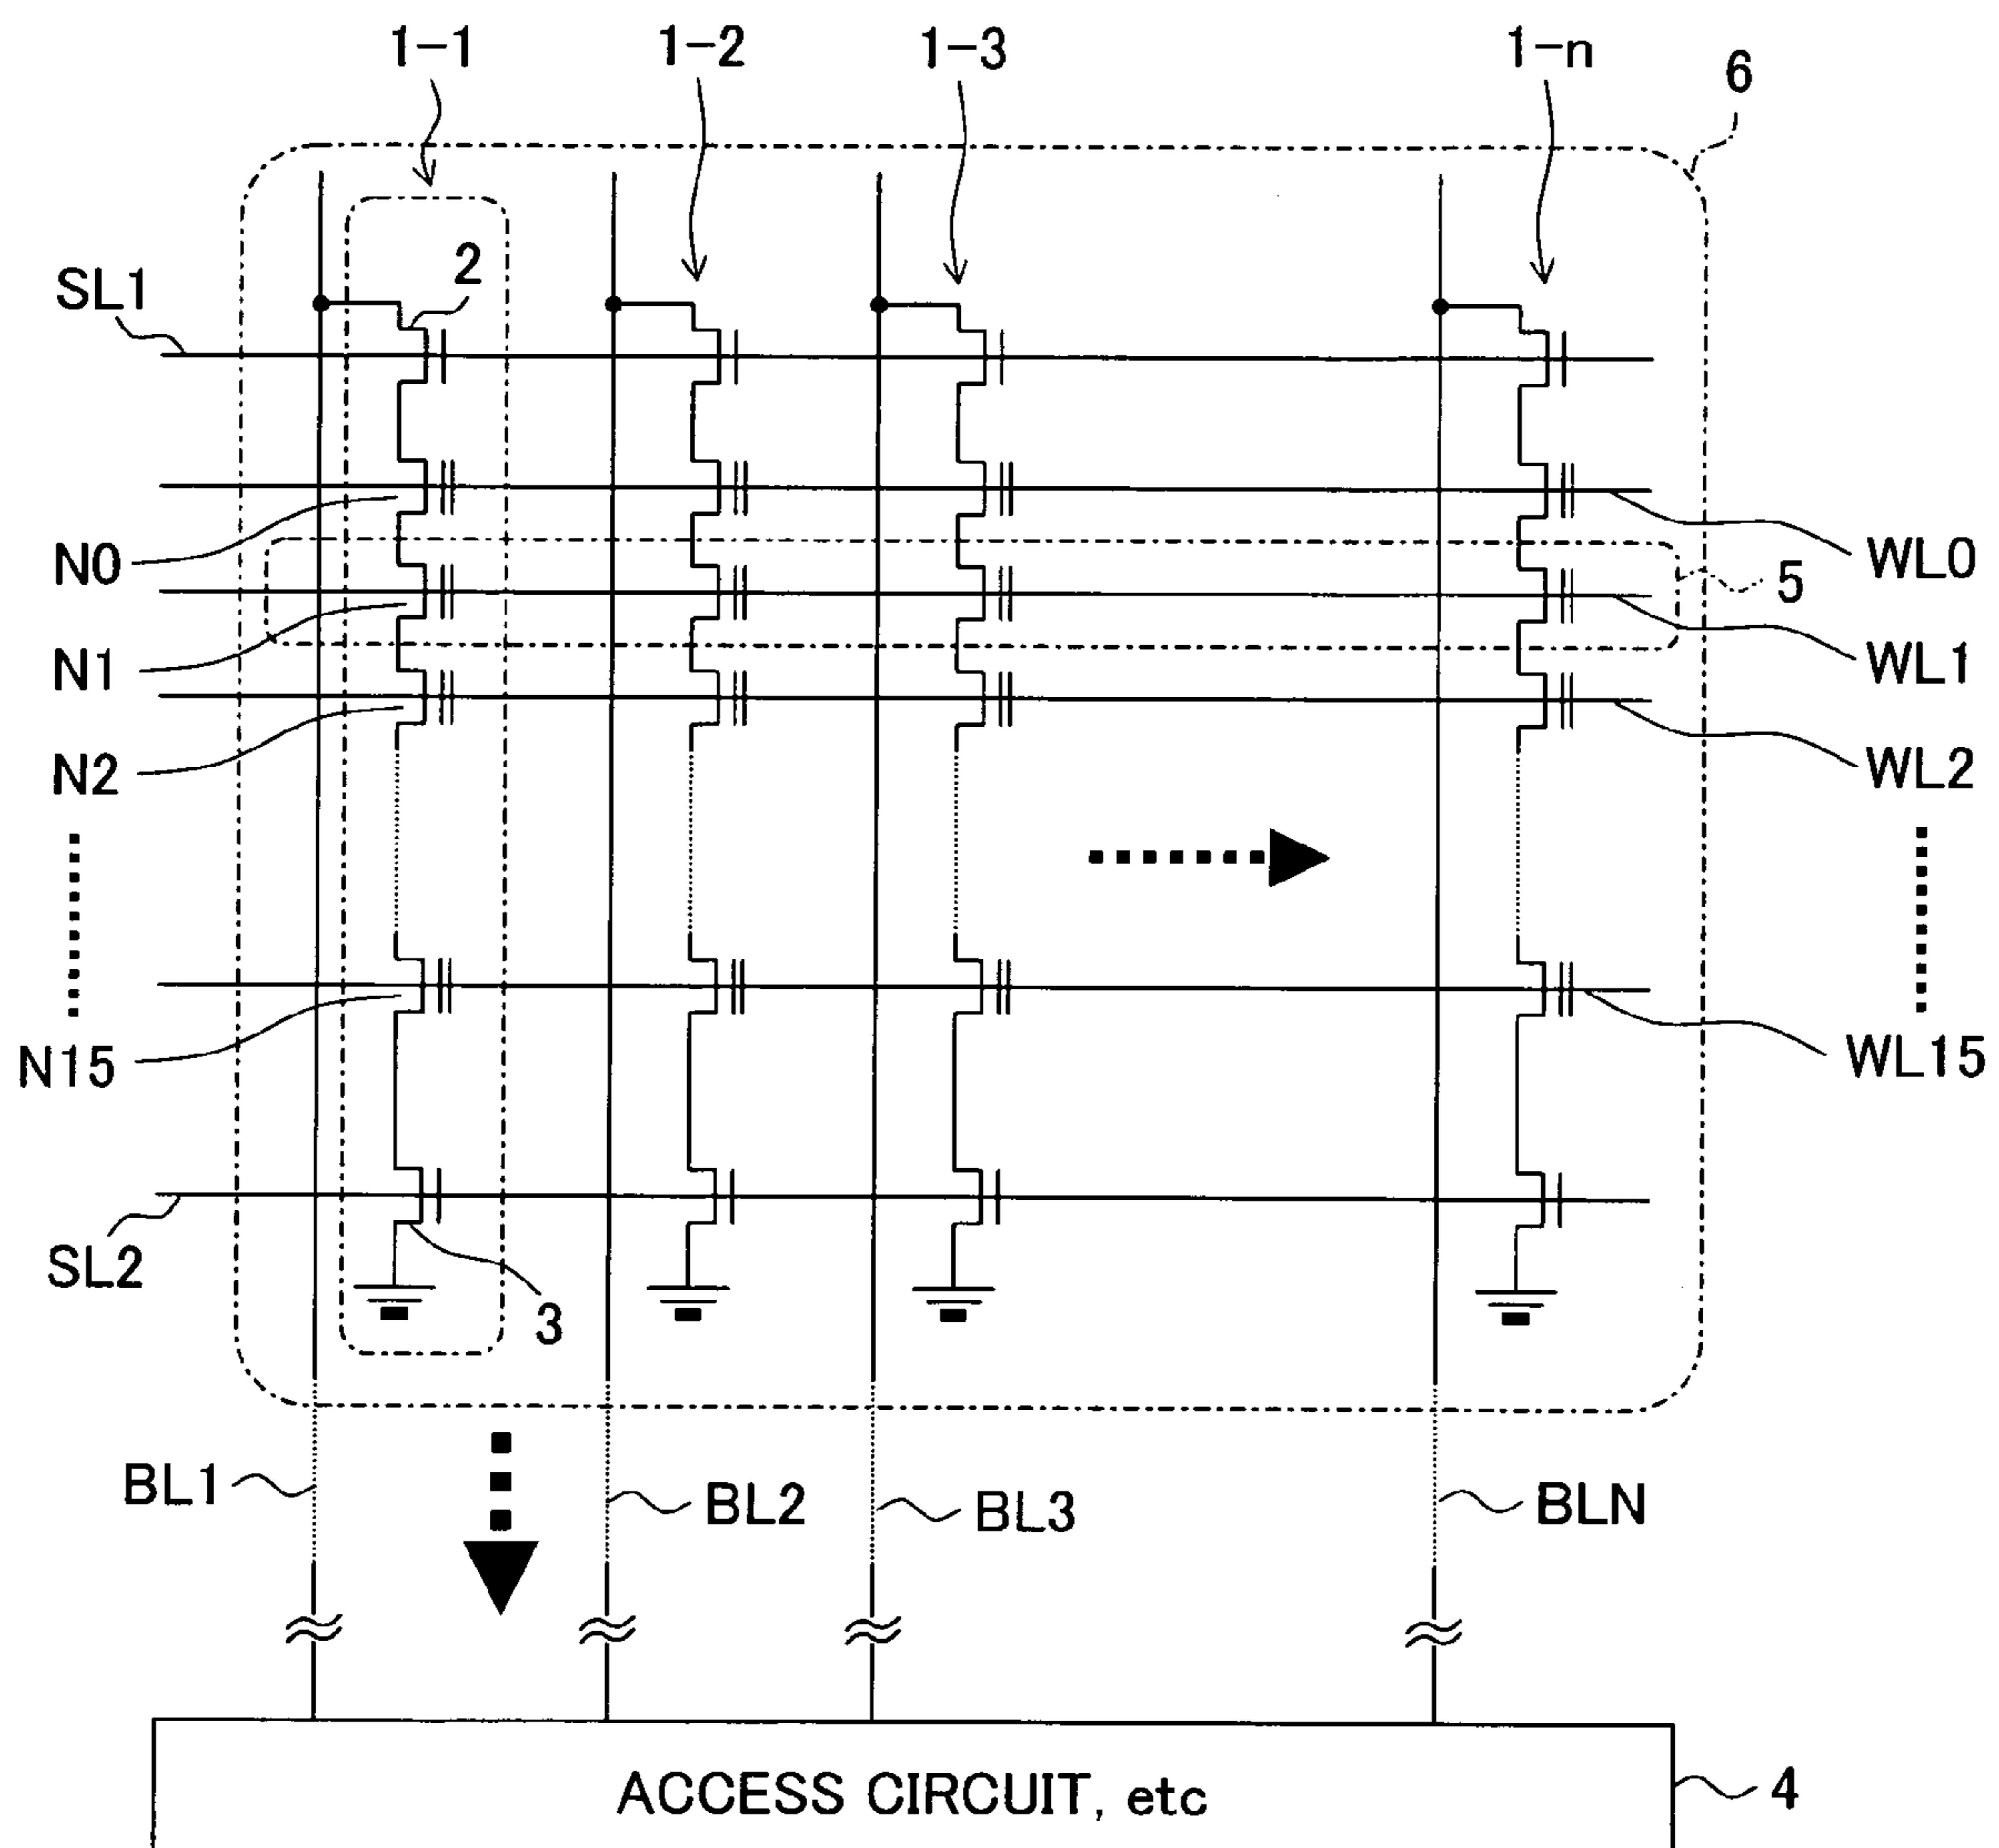 1-1
1-2
1-3
1-n
6
2
SL1
N0
WL0
5
N1
WL1
N2
WL2
N15
WL15
SL2
3
BL1
BL2
BL3
BLN
ACCESS CIRCUIT, etc
4